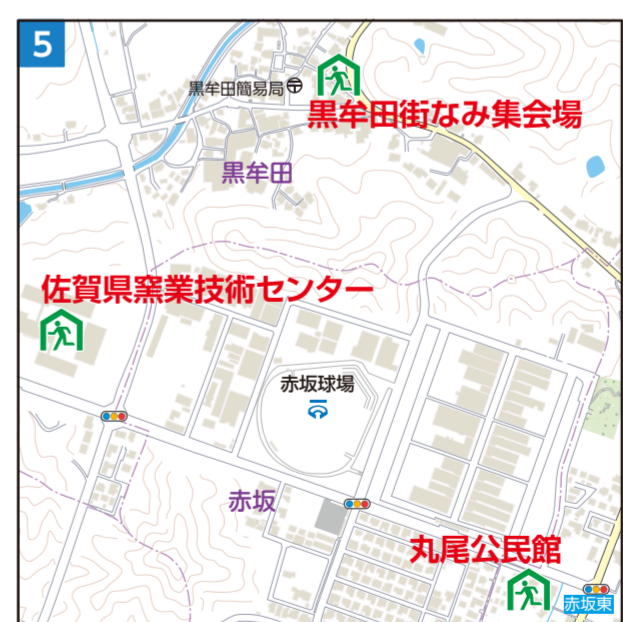 5
黒牟田簡易局
黒牟田街なみ集会場
黒牟田
佐賀県窯業技術センター
赤坂球場
赤坂
丸尾公民館
赤坂東